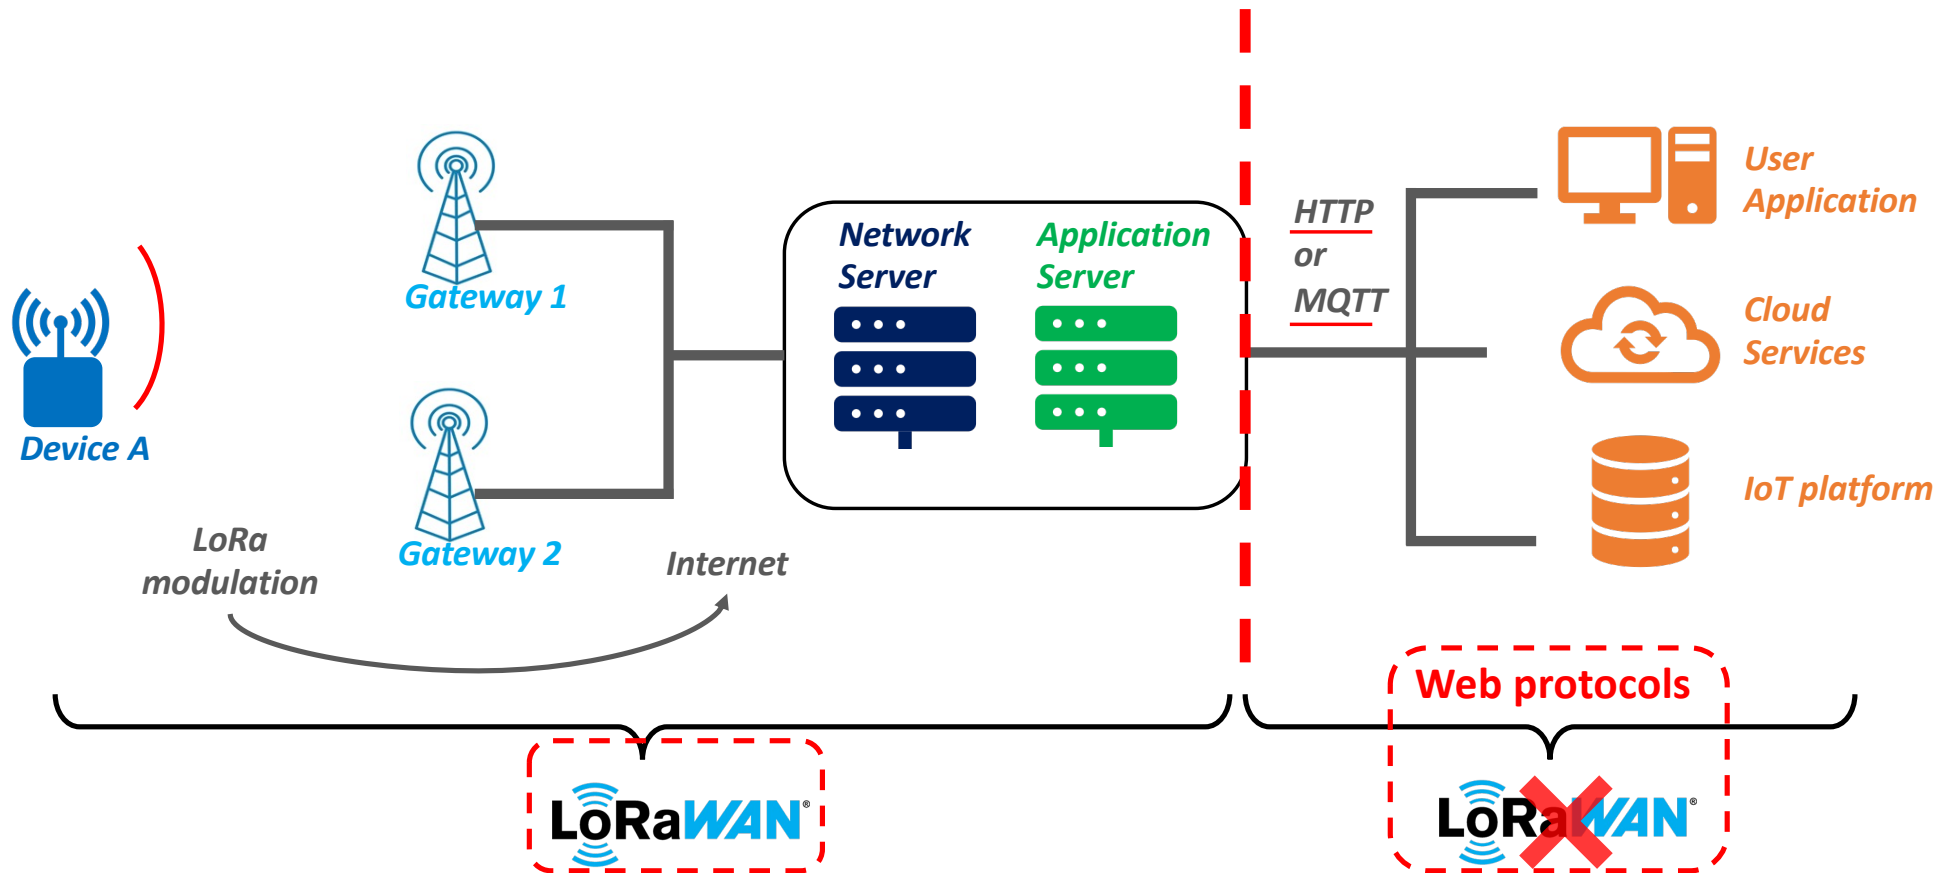 Device A
Gateway 1
Gateway 2
LoRa
modulation
Internet
Network
Server
Application
Server
HTTP
or
MQTT
User
Application
Cloud
Services
IoT platform
LoRaWAN®
Web protocols
LoRaWAN®